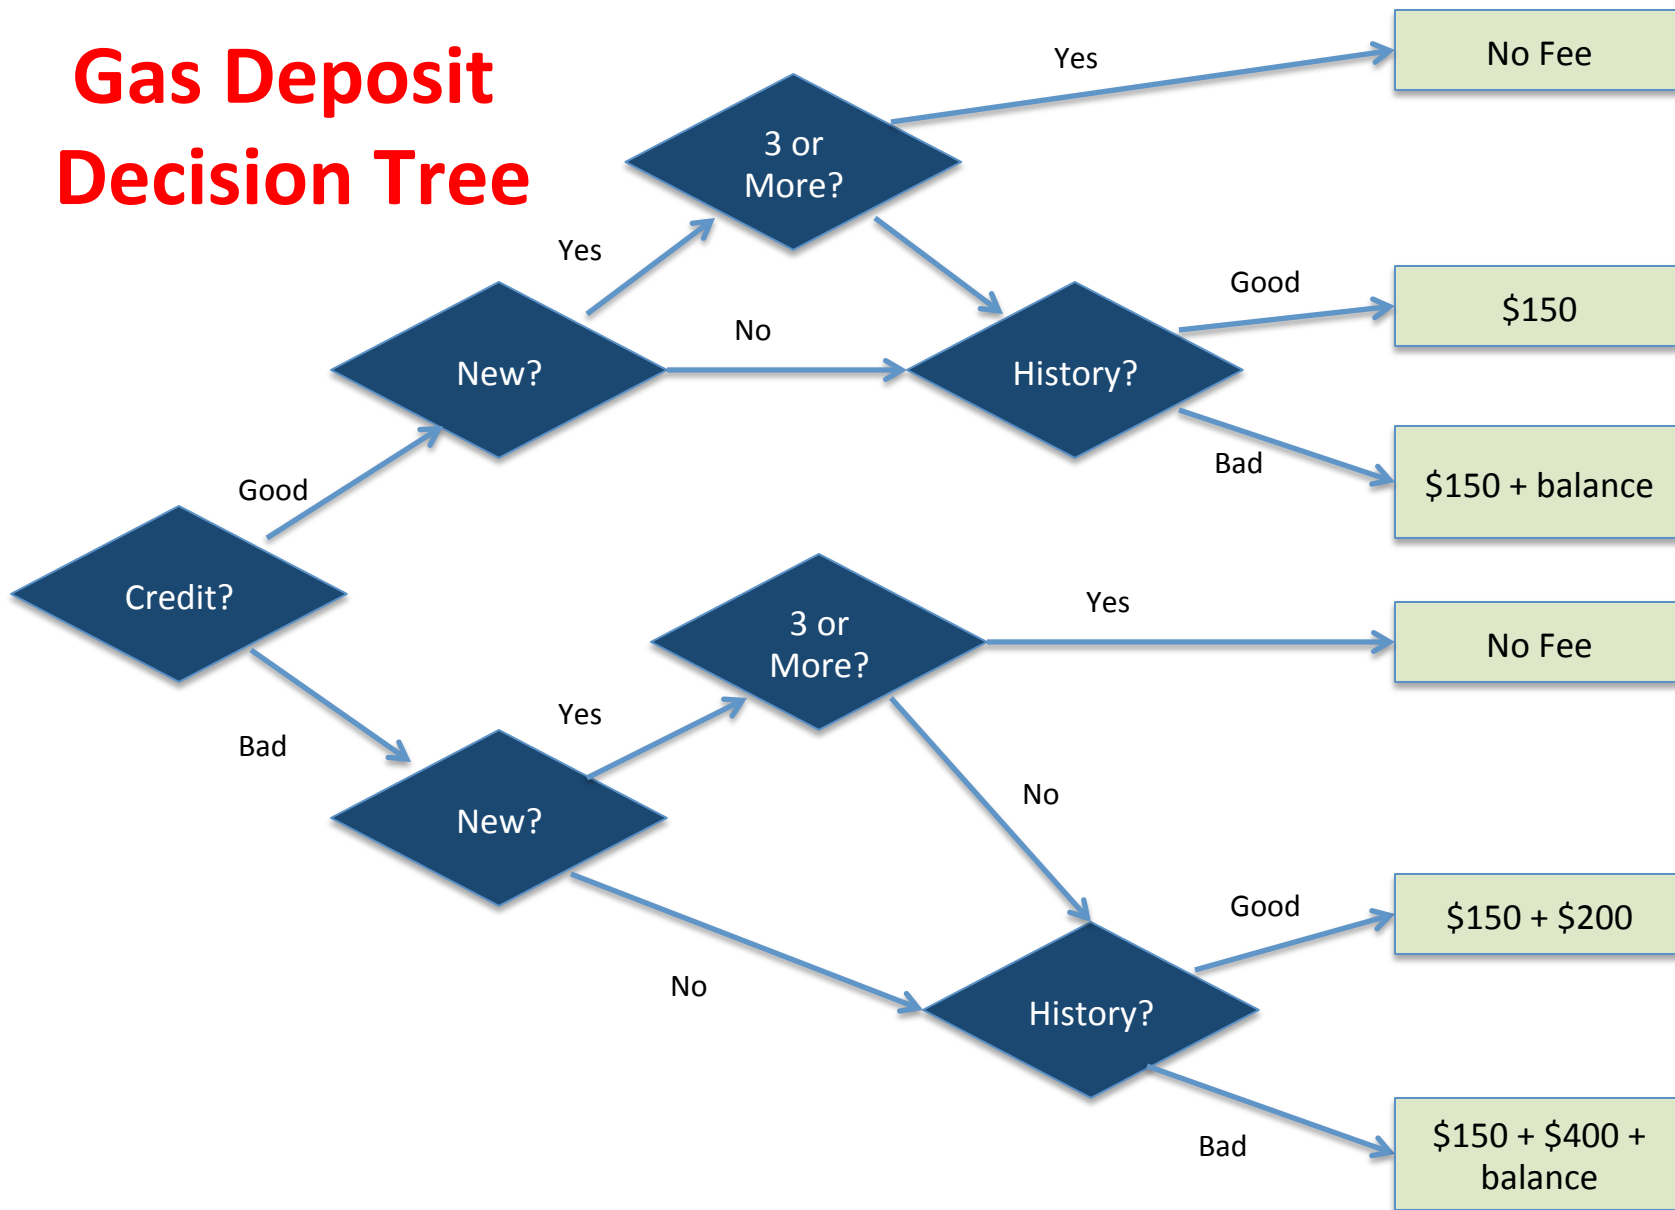 Gas Deposit
Decision Tree
Yes
No Fee
3 or
More?
Yes
Good
$150
No
New?
History?
Bad
$150 + balance
Good
Credit?
3 or
More?
Yes
No Fee
Yes
Bad
No
New?
Good
$150 + $200
No
History?
Bad
$150 + $400 +
balance